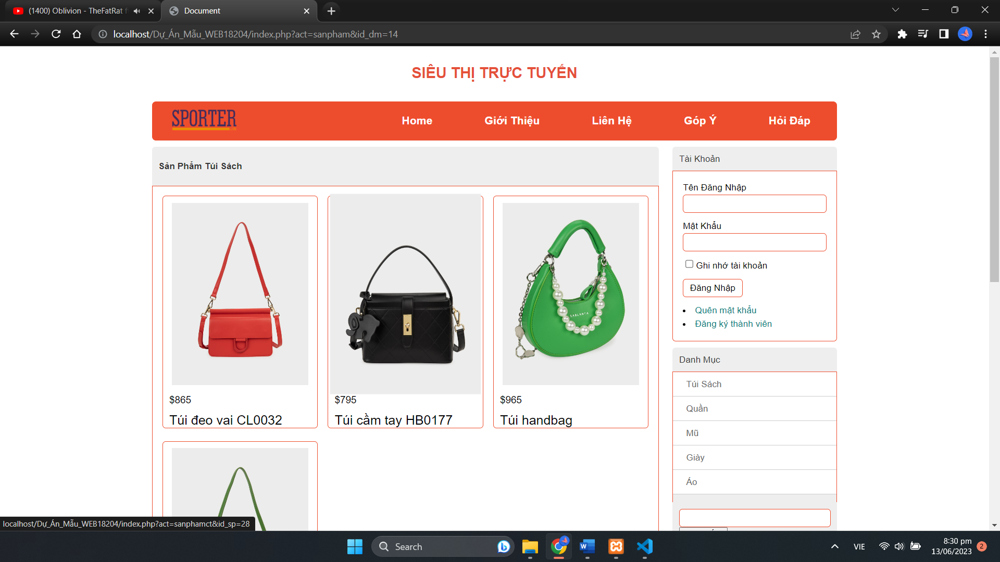 (1400) Oblivion - TheFatRat f
Document
localhost/Dự_Án_Mẫu_WEB18204/index.php?act=sanpham&id_dm=14
SIÊU THỊ TRỰC TUYẾN
SPORTER
Home
Giới Thiệu
Liên Hệ
Góp Ý
Hỏi Đáp
Sản Phẩm Túi Sách
Tài Khoản
Tên Đăng Nhập
Mật Khẩu
Ghi nhớ tài khoản
Đăng Nhập
Quên mật khẩu
Đăng ký thành viên
SABLANCA
$865
Túi đeo vai CL0032
$795
Túi cầm tay HB0177
$965
Túi handbag
Danh Mục
Túi Sách
Quần
Mũ
Giày
Áo
localhost/Dự_Án_Mẫu_WEB18204/index.php?act=sanphamct&id_sp=28
Search
VIE
8:30 pm
13/06/2023
2